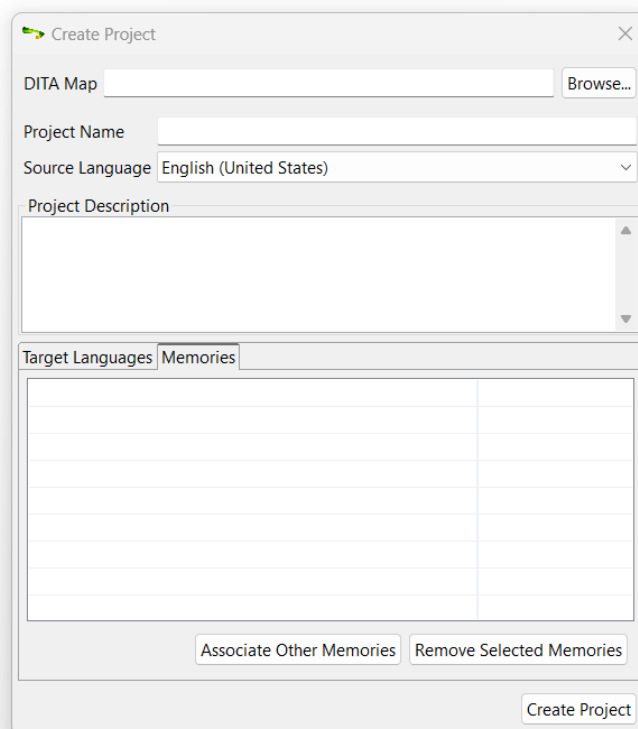 Create Project
DITA Map Browse...
Project Name
Source Language English (United States)
Project Description
Target Languages Memories
Associate Other Memories Remove Selected Memories
Create Project